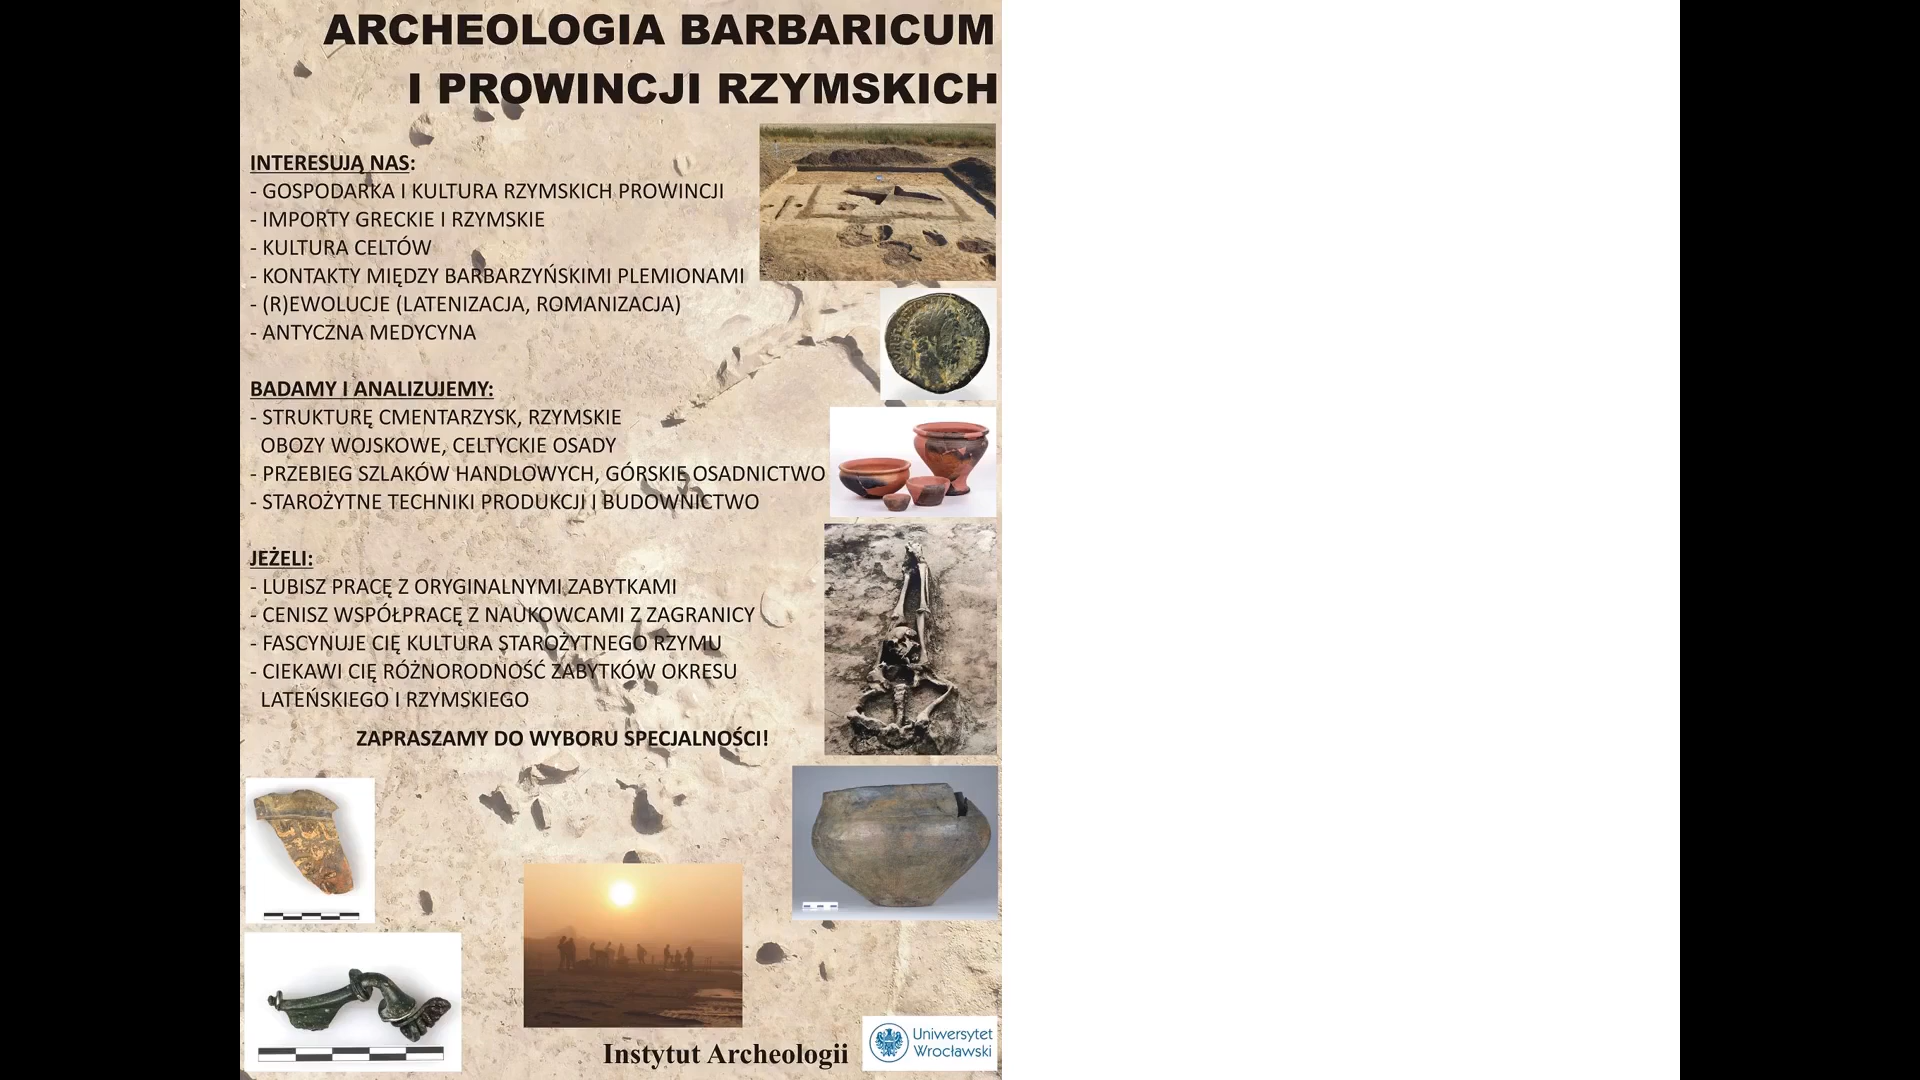 ARCHEOLOGIA BARBARICUM
I PROWINCJI RZYMSKICH
INTERESUJĄ NAS:
- GOSPODARKA I KULTURA RZYMSKICH PROWINCJI
- IMPORTY GRECKIE I RZYMSKIE
- KULTURA CELTÓW
- KONTAKTY MIĘDZY BARBARZYŃSKIMI PLEMIONAMI
- (R)EWOLUCJE (LATENIZACJA, ROMANIZACJA)
- ANTYCZNA MEDYCYNA
BADAMY I ANALIZUJEMY:
- STRUKTURĘ CMENTARZYSK, RZYMSKIE
OBOZY WOJSKOWE, CELTYCKIE OSADY
- PRZEBIEG SZLAKÓW HANDLOWYCH, GÓRSKIE OSADNICTWO
- STAROŻYTNE TECHNIKI PRODUKCJI I BUDOWNICTWO
JEŻELI:
- LUBISZ PRACĘ Z ORYGINALNYMI ZABYTKAMI
- CENISZ WSPÓŁPRACĘ Z NAUKOWCAMI Z ZAGRANICY
- FASCYNUJE CIĘ KULTURA STAROŻYTNEGO RZYMU
- CIEKAWI CIĘ RÓŻNORODNOŚĆ ZABYTKÓW OKRESU
LATEŃSKIEGO I RZYMSKIEGO
ZAPRASZAMY DO WYBORU SPECJALNOŚCI!
Instytut Archeologii
Uniwersytet
Wrocławski